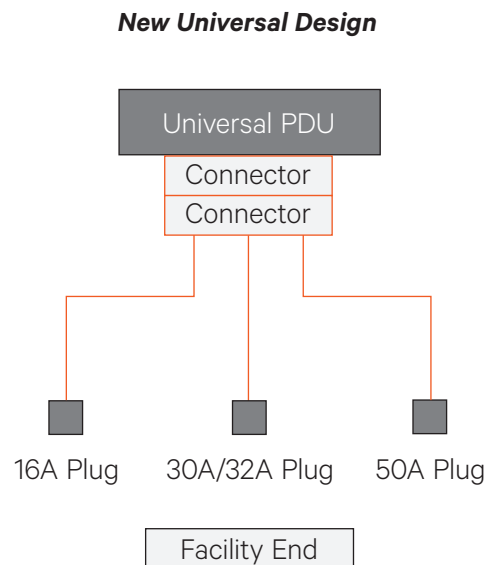 New Universal Design
Universal PDU
Connector
Connector
16A Plug
30A/32A Plug
50A Plug
Facility End